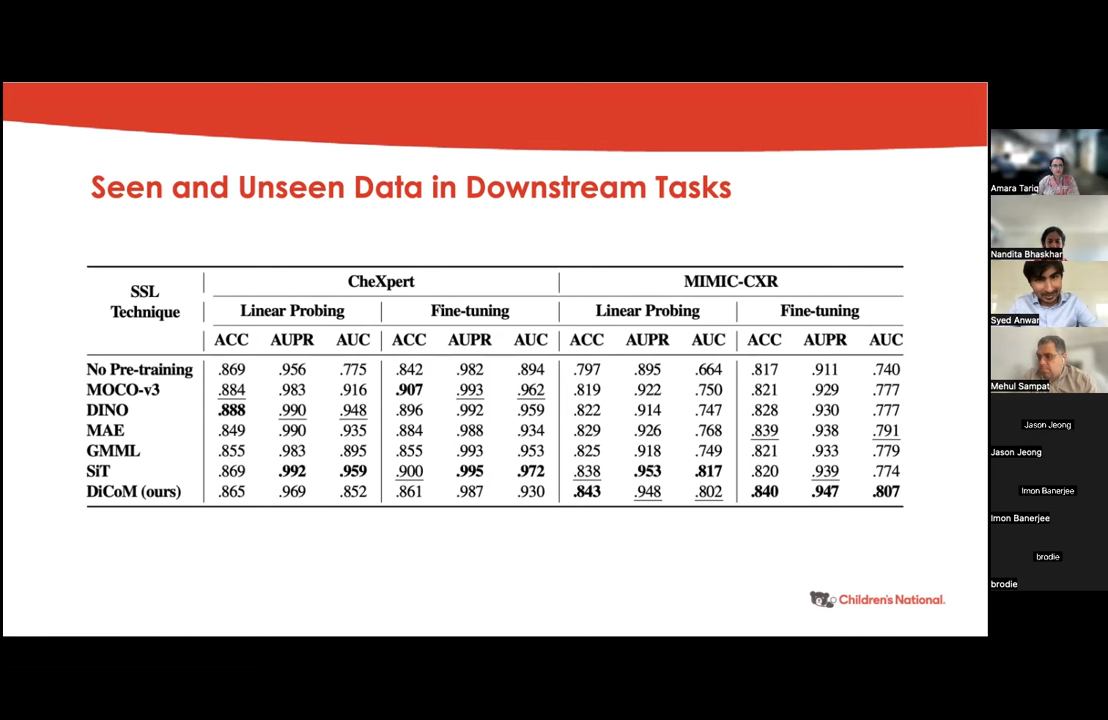 Seen and Unseen Data in Downstream Tasks
SSL Technique CheXpert MIMIC-CXR
Linear Probing Fine-tuning Linear Probing Fine-tuning
ACC AUPR AUC ACC AUPR AUC ACC AUPR AUC ACC AUPR AUC
No Pre-training .869 .956 .775 .842 .982 .894 .797 .895 .664 .817 .911 .740
MOCO-v3 .884 .983 .916 .907 .993 .962 .819 .922 .750 .821 .929 .777
DINO .888 .990 .948 .896 .992 .959 .822 .914 .747 .828 .930 .777
MAE .849 .990 .935 .884 .988 .934 .829 .926 .768 .839 .938 .791
GMML .855 .983 .895 .855 .993 .953 .825 .918 .749 .821 .933 .779
SiT .869 .992 .959 .900 .995 .972 .838 .953 .817 .820 .939 .774
DiCoM (ours) .865 .969 .852 .861 .987 .930 .843 .948 .802 .840 .947 .807
Children's National.
Amara Tariq
Nandita Bhaskhar
Syed Anwar
Mehul Sampat
Jason Jeong
Jason Jeong
Imon Banerjee
Imon Banerjee
brodie
brodie